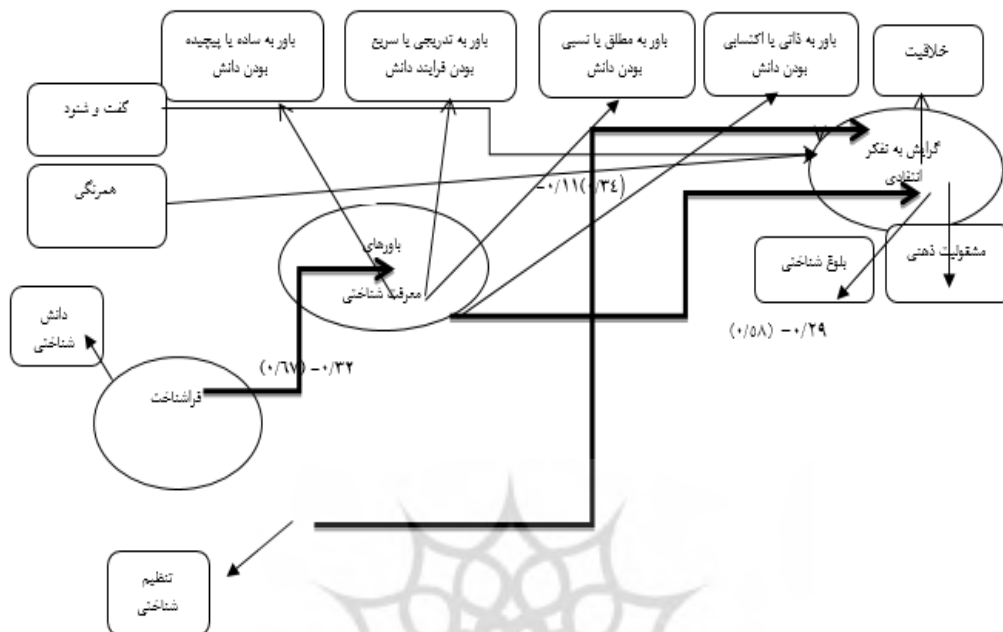 باور به ساده یا پیچیده
بودن دانش
باور به تدریجی یا سریع
بودن فرایند دانش
باور به مطلق یا نسبی
بودن دانش
باور به ذاتی یا اکتسابی
بودن دانش
خلاقیت
گفت و شنود
همرنگی
گرایش به تفکر
انتقادی
-۰/۱۱(۰/۳٤)
باورهای
معرفت شناختی
بلوغ شناختی
مشغولیت ذهنی
دانش
شناختی
(۰/۵۸) -۰/۲۹
(۰/٦۷) -۰/۳۲
فراشناخت
تنظیم
شناختی